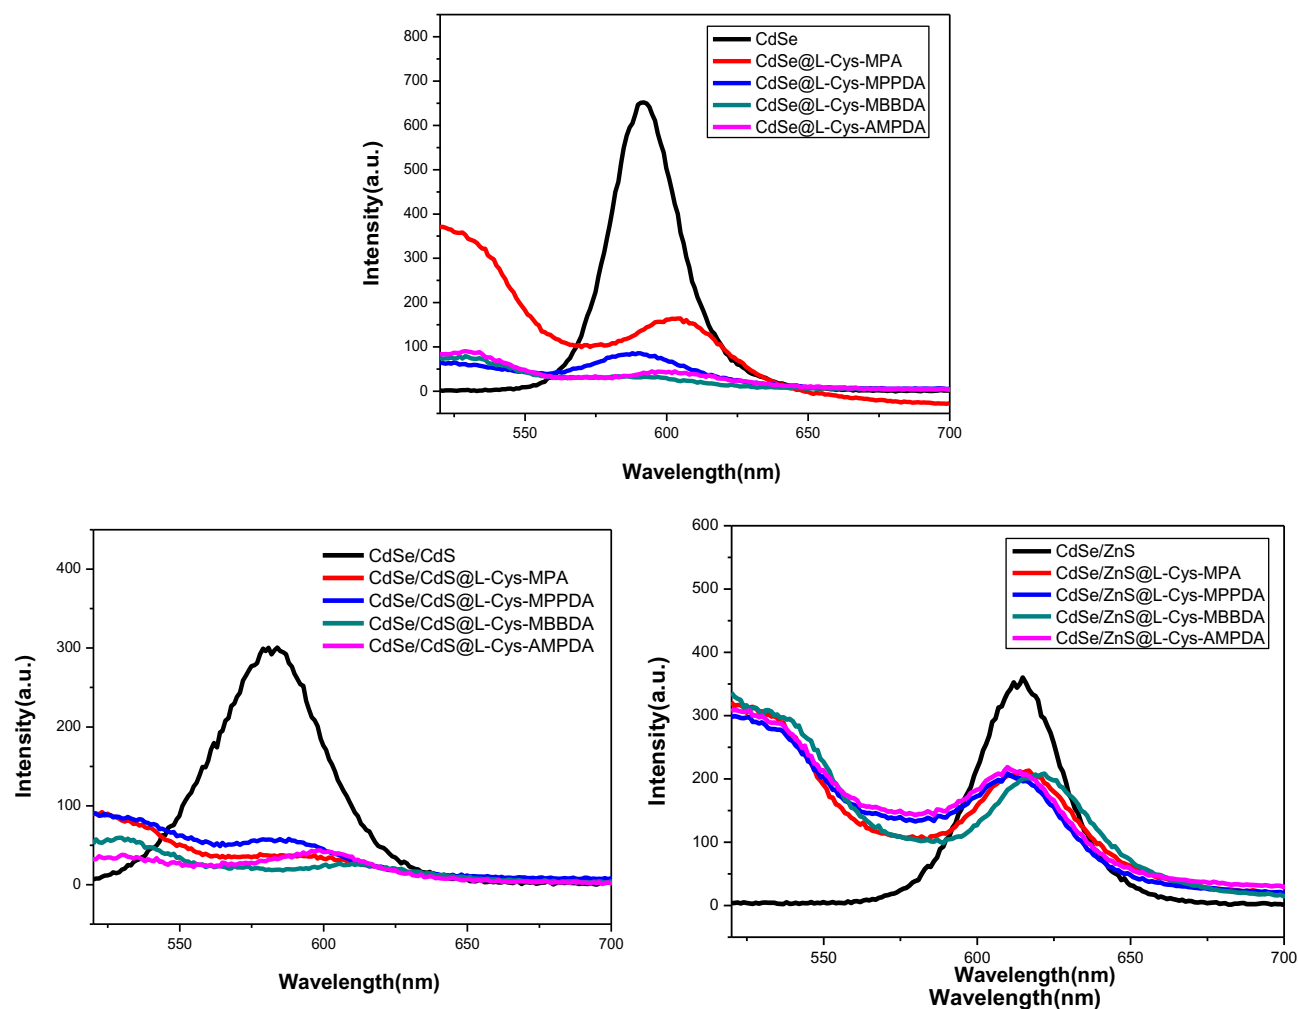 800
700
600
500
400
300
200
100
0
Intensity(a.u.)
CdSe
CdSe@L-Cys-MPA
CdSe@L-Cys-MPPDA
CdSe@L-Cys-MBBDA
CdSe@L-Cys-AMPDA
550 600 650 700
Wavelength(nm)
400
300
200
100
0
Intensity(a.u.)
CdSe/CdS
CdSe/CdS@L-Cys-MPA
CdSe/CdS@L-Cys-MPPDA
CdSe/CdS@L-Cys-MBBDA
CdSe/CdS@L-Cys-AMPDA
550 600 650 700
Wavelength(nm)
600
500
400
300
200
100
0
Intensity(a.u.)
CdSe/ZnS
CdSe/ZnS@L-Cys-MPA
CdSe/ZnS@L-Cys-MPPDA
CdSe/ZnS@L-Cys-MBBDA
CdSe/ZnS@L-Cys-AMPDA
550 600 650 700
Wavelength(nm)
Wavelength(nm)